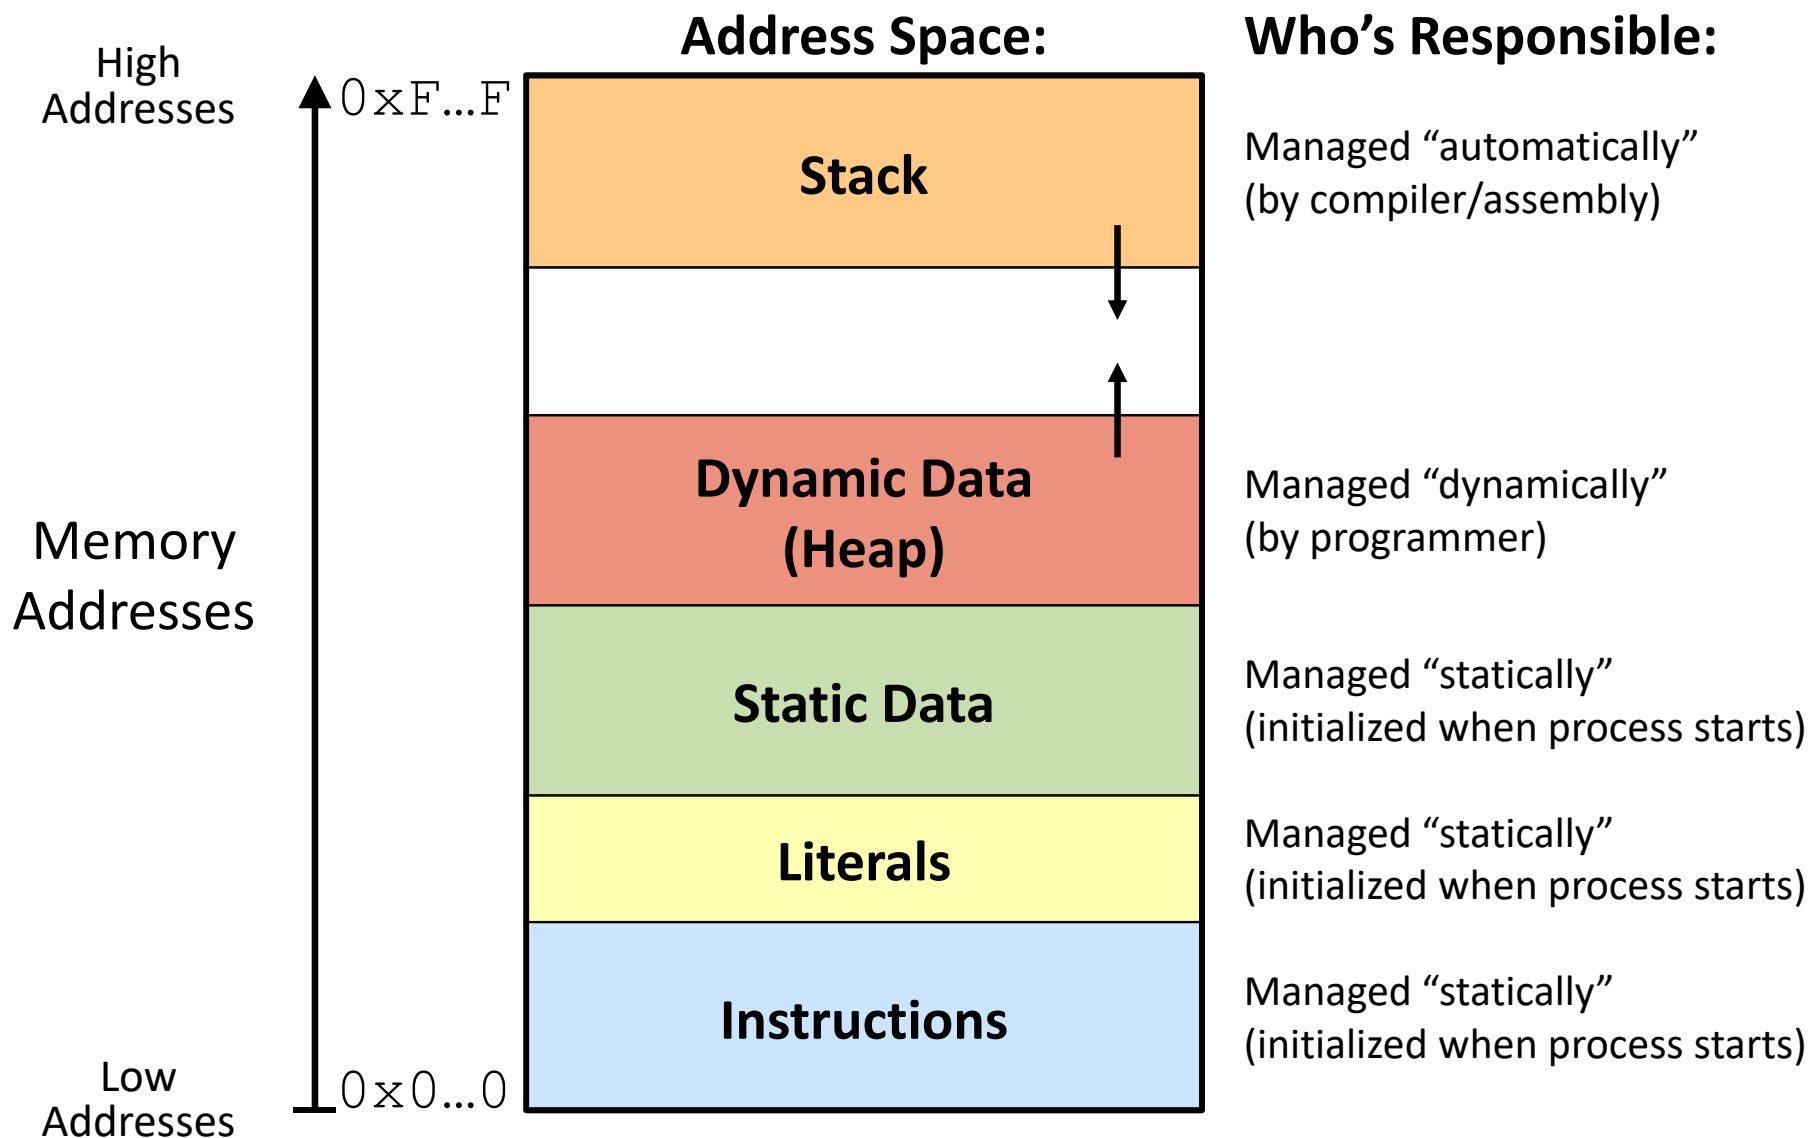 Address Space:
Who’s Responsible:
High
Addresses
0xF…F
Stack
Managed “automatically”
(by compiler/assembly)
Dynamic Data
(Heap)
Managed “dynamically”
(by programmer)
Memory
Addresses
Static Data
Managed “statically”
(initialized when process starts)
Literals
Managed “statically”
(initialized when process starts)
Instructions
Managed “statically”
(initialized when process starts)
Low
Addresses
0x0…0